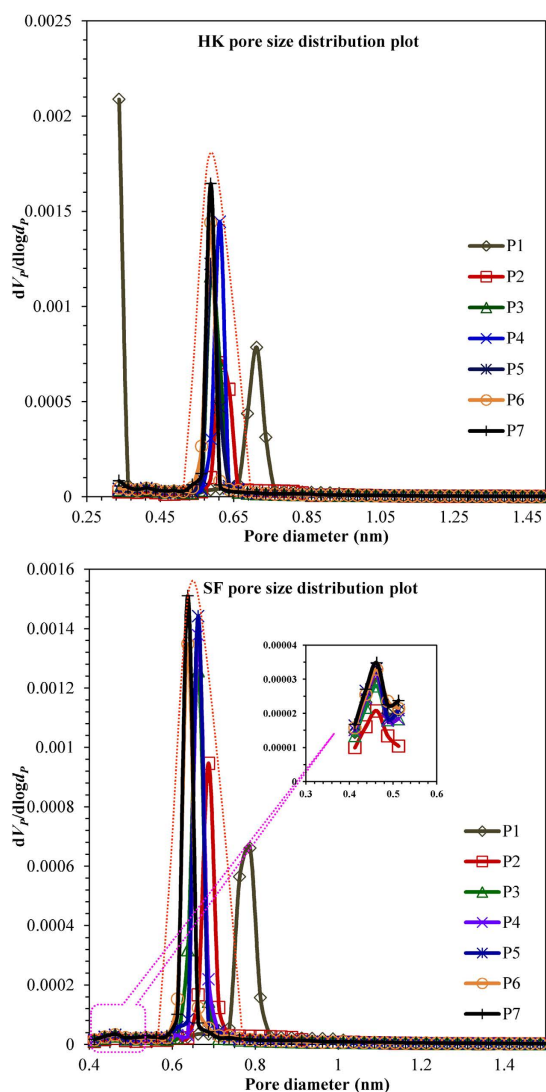 HK pore size distribution plot
dV_P/dlogd_P
0.0025
0.002
0.0015
0.001
0.0005
0
0.25 0.45 0.65 0.85 1.05 1.25 1.45
Pore diameter (nm)
P1
P2
P3
P4
P5
P6
P7
SF pore size distribution plot
dV_P/dlogd_P
0.0016
0.0014
0.0012
0.001
0.0008
0.0006
0.0004
0.0002
0
0.4 0.6 0.8 1 1.2 1.4
Pore diameter (nm)
0.00004
0.00003
0.00002
0.00001
0
0.3 0.4 0.5 0.6
P1
P2
P3
P4
P5
P6
P7